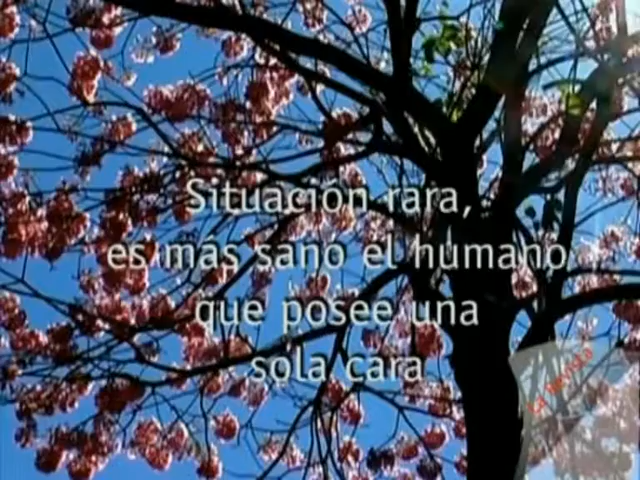 Situación rara,
es más sano el humano
que posee una
sola cara